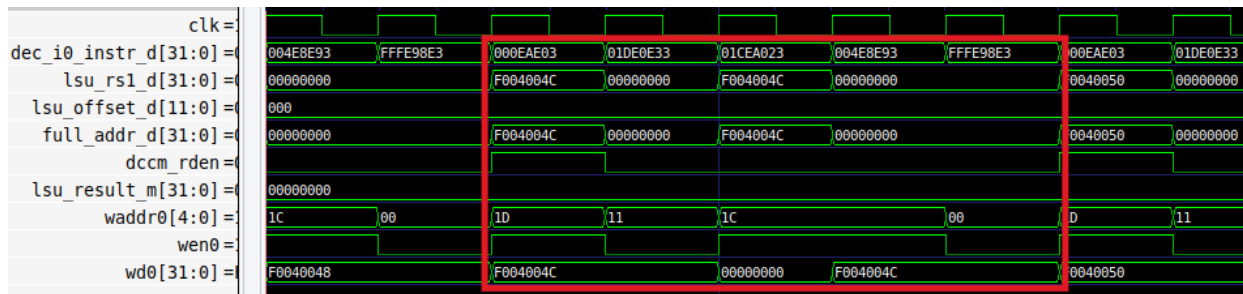 clk=
dec_i0_instr_d[31:0]= 004E8E93 FFFE98E3 000EAE03 01DE0E33 01CEA023 004E8E93 FFFE98E3 000EAE03 01DE0E33
lsu_rs1_d[31:0]= 00000000 F004004C 00000000 F004004C 00000000 F0040050 00000000
lsu_offset_d[11:0]= 000
full_addr_d[31:0]= 00000000 F004004C 00000000 F004004C 00000000 F0040050 00000000
dccm_rden=
lsu_result_m[31:0]= 00000000
waddr0[4:0]= 1C 00 1D 11 1C 00 1D 11
wen0=
wd0[31:0]= F0040048 F004004C 00000000 F004004C F0040050